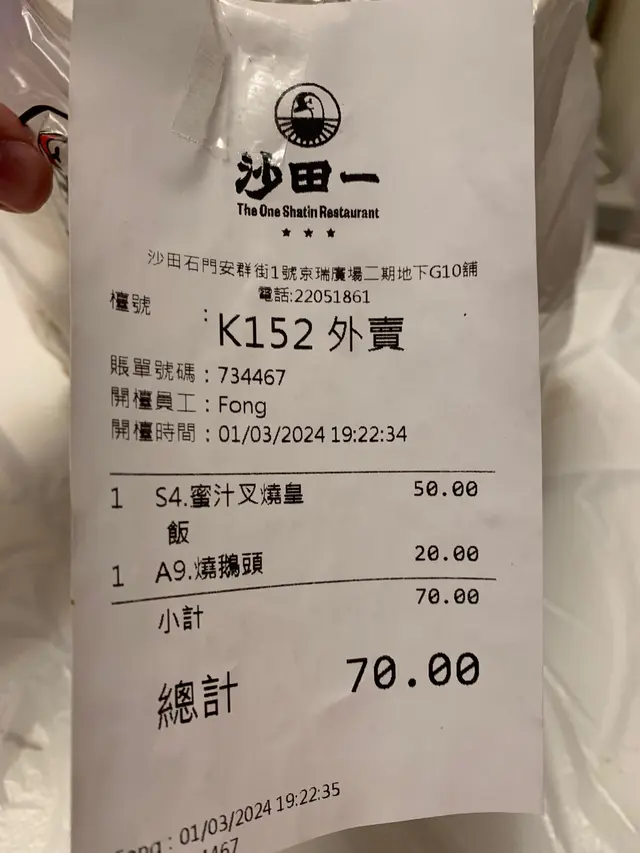 沙田一
The One Shatin Restaurant
★ ★ ★
沙田石門安群街1號京瑞廣場二期地下G10舖
電話:22051861
檯號 : K152 外賣
賬單號碼 : 734467
開檯員工 : Fong
開檯時間 : 01/03/2024 19:22:34
1 S4.蜜汁叉燒皇 50.00
飯
1 A9.燒鵝頭 20.00
小計 70.00
總計 70.00
Fong : 01/03/2024 19:22:35
4467